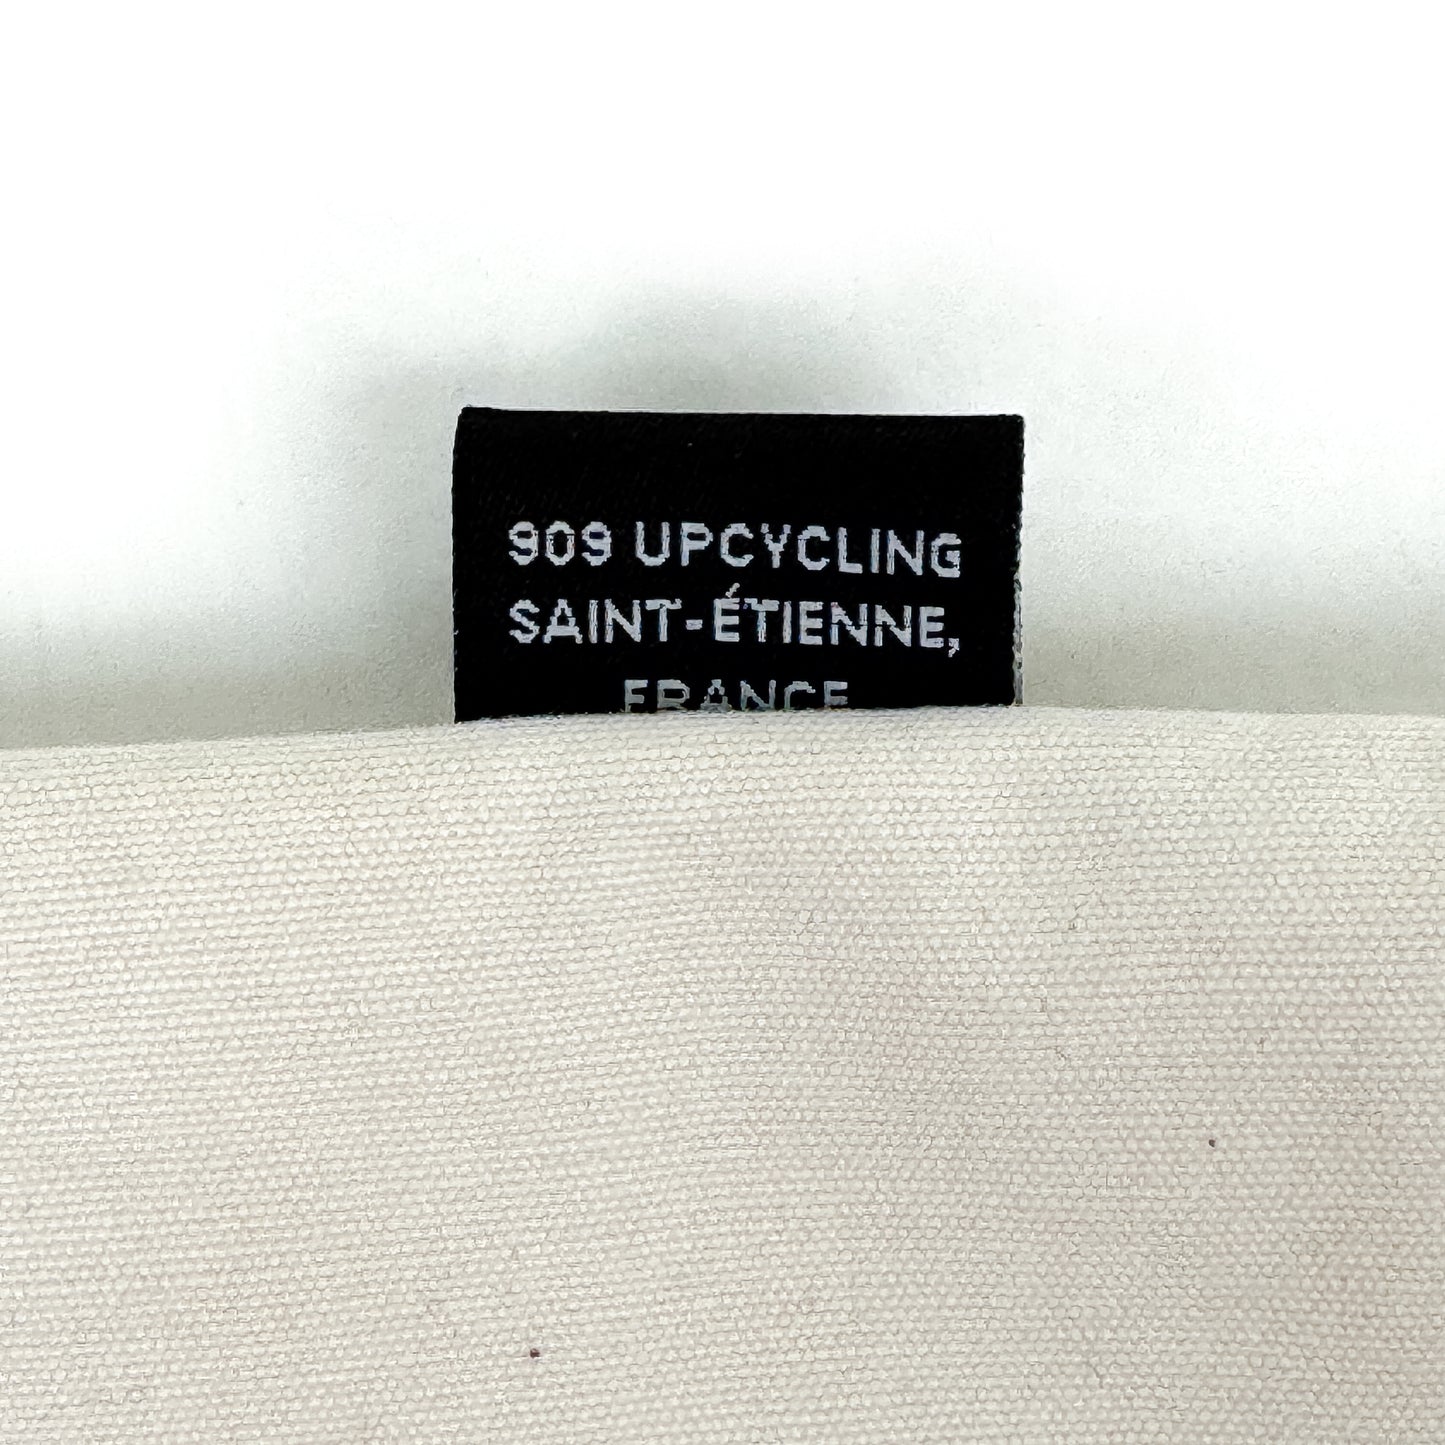 909 UPCYCLING
SAINT-ÉTIENNE,
FRANCE